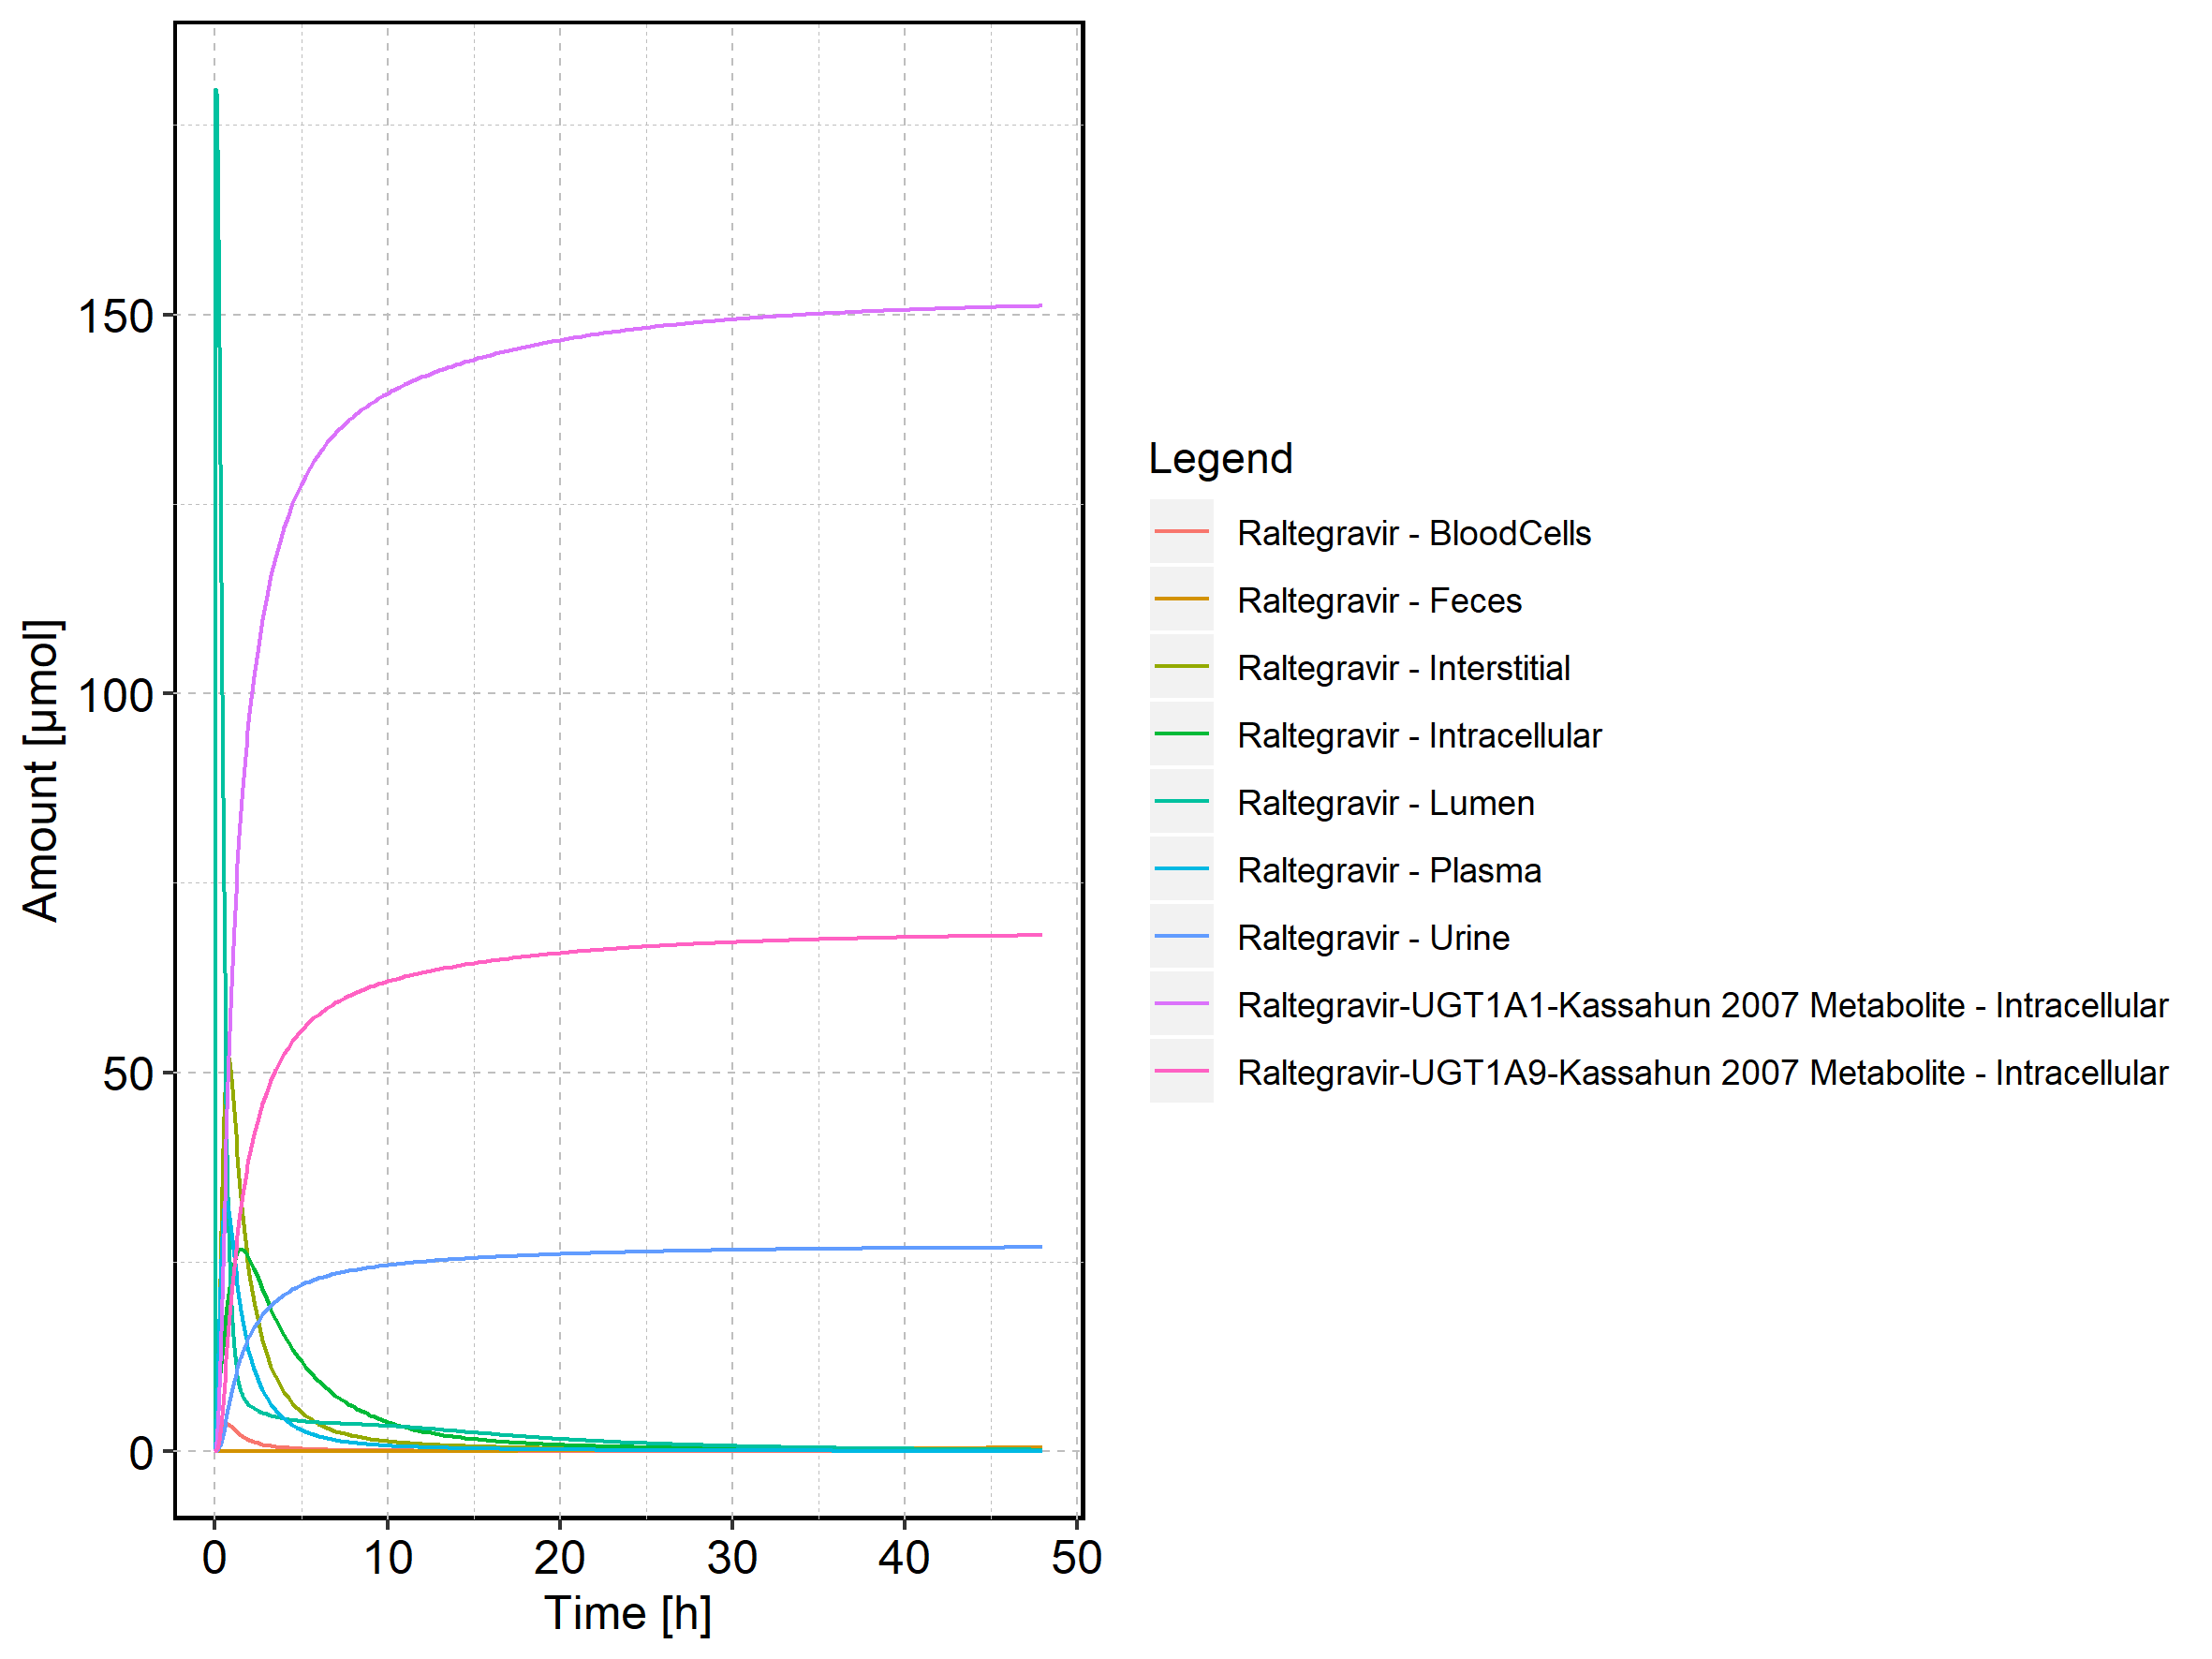 150
100
50
0
Amount [µmol]
0 10 20 30 40 50
Time [h]
Legend
Raltegravir - BloodCells
Raltegravir - Feces
Raltegravir - Interstitial
Raltegravir - Intracellular
Raltegravir - Lumen
Raltegravir - Plasma
Raltegravir - Urine
Raltegravir-UGT1A1-Kassahun 2007 Metabolite - Intracellular
Raltegravir-UGT1A9-Kassahun 2007 Metabolite - Intracellular